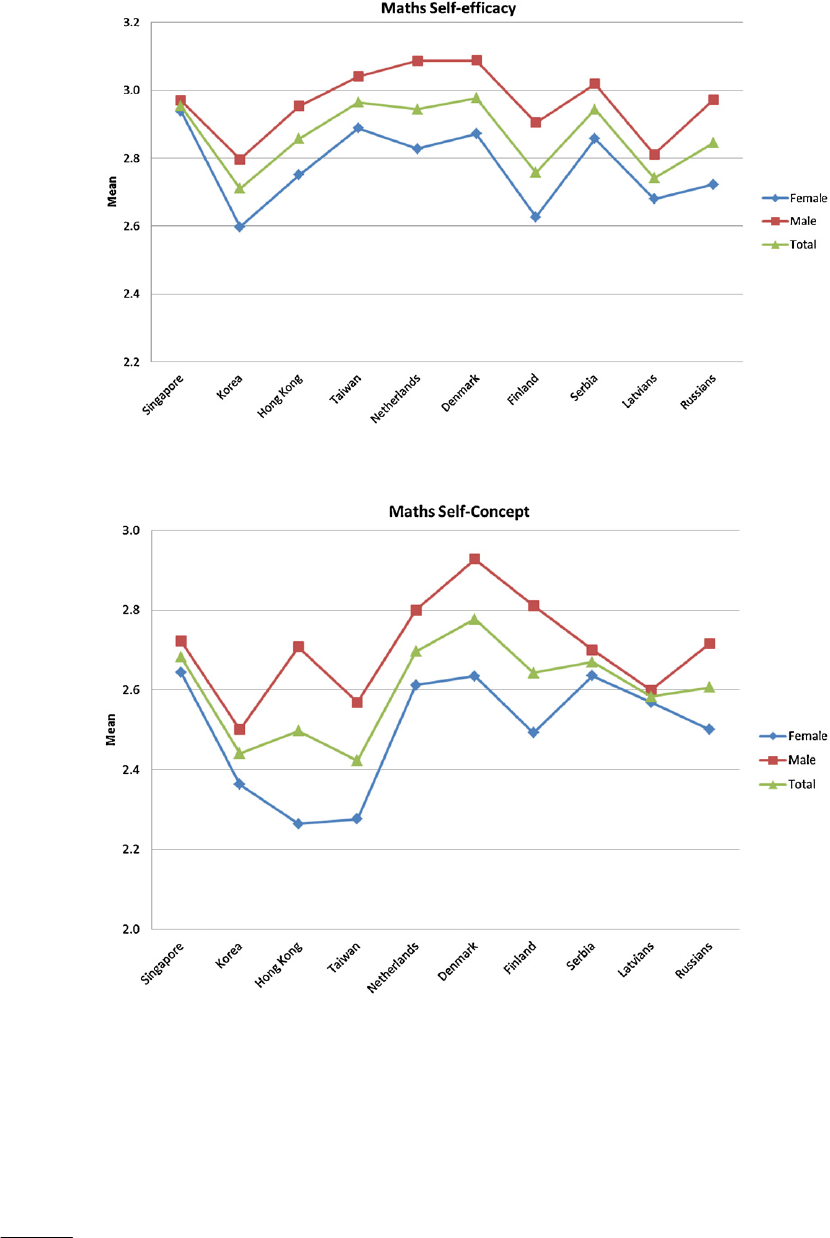 Maths Self-efficacy
3.2
3.0
2.8
2.6
2.4
2.2
Mean
Singapore
Korea
Hong Kong
Taiwan
Netherlands
Denmark
Finland
Serbia
Latvians
Russians
Female
Male
Total
Maths Self-Concept
3.0
2.8
2.6
2.4
2.2
2.0
Mean
Singapore
Korea
Hong Kong
Taiwan
Netherlands
Denmark
Finland
Serbia
Latvians
Russians
Female
Male
Total